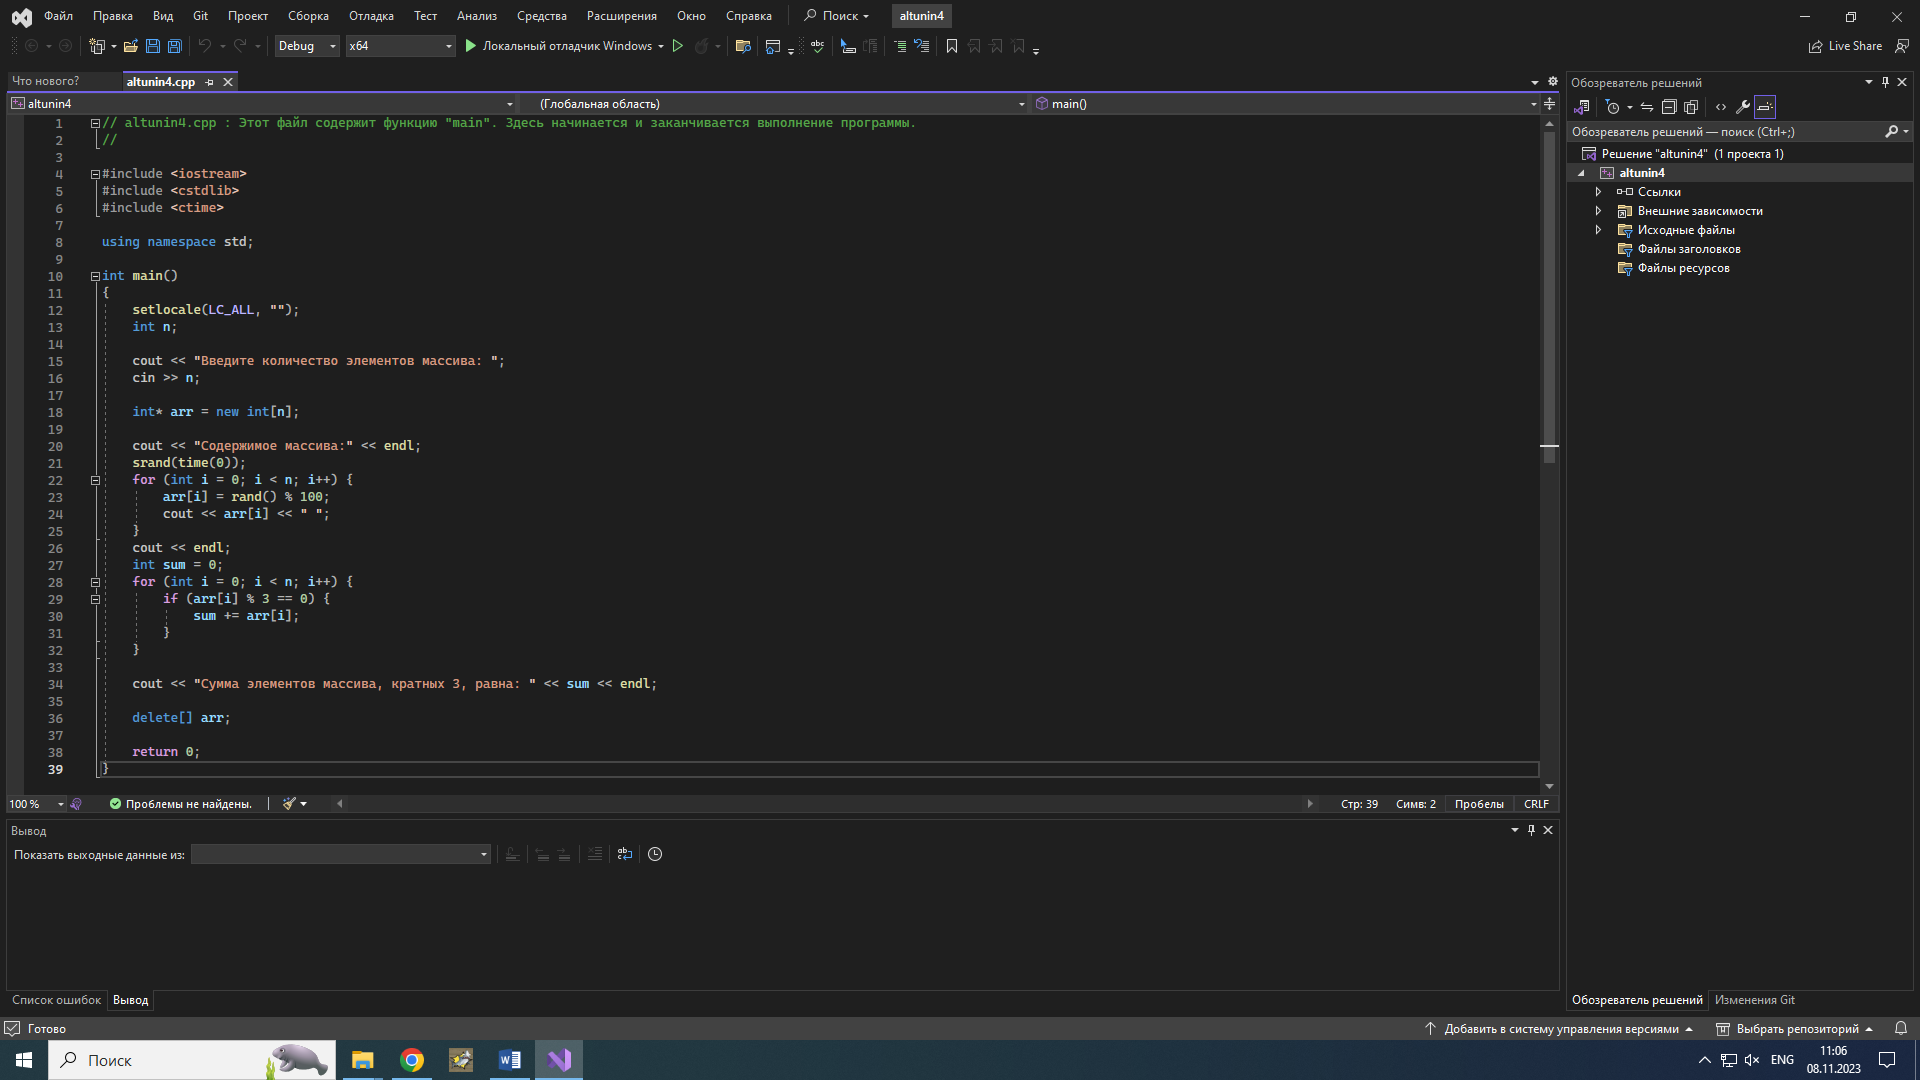 Файл Правка Вид Git Проект Сборка Отладка Тест Анализ Средства Расширения Окно Справка Поиск altunin4
Debug x64 Локальный отладчик Windows Live Share
Что нового? altunin4.cpp
altunin4 (Глобальная область) main()
1 // altunin4.cpp : Этот файл содержит функцию "main". Здесь начинается и заканчивается выполнение программы.
2 //
3
4 #include <iostream>
5 #include <cstdlib>
6 #include <ctime>
7
8 using namespace std;
9
10 int main()
11 {
12 setlocale(LC_ALL, "");
13 int n;
14
15 cout << "Введите количество элементов массива: ";
16 cin >> n;
17
18 int* arr = new int[n];
19
20 cout << "Содержимое массива:" << endl;
21 srand(time(0));
22 for (int i = 0; i < n; i++) {
23 arr[i] = rand() % 100;
24 cout << arr[i] << " ";
25 }
26 cout << endl;
27 int sum = 0;
28 for (int i = 0; i < n; i++) {
29 if (arr[i] % 3 == 0) {
30 sum += arr[i];
31 }
32 }
33
34 cout << "Сумма элементов массива, кратных 3, равна: " << sum << endl;
35
36 delete[] arr;
37
38 return 0;
39 }
100 % Проблемы не найдены. Стр: 39 Симв: 2 Пробелы CRLF
Вывод
Показать выходные данные из:
Список ошибок Вывод
Обозреватель решений
Обозреватель решений — поиск (Ctrl+;)
Решение "altunin4" (1 проекта 1)
altunin4
Ссылки
Внешние зависимости
Исходные файлы
Файлы заголовков
Файлы ресурсов
Обозреватель решений Изменения Git
Готово Добавить в систему управления версиями Выбрать репозиторий
Поиск ENG 11:06
08.11.2023